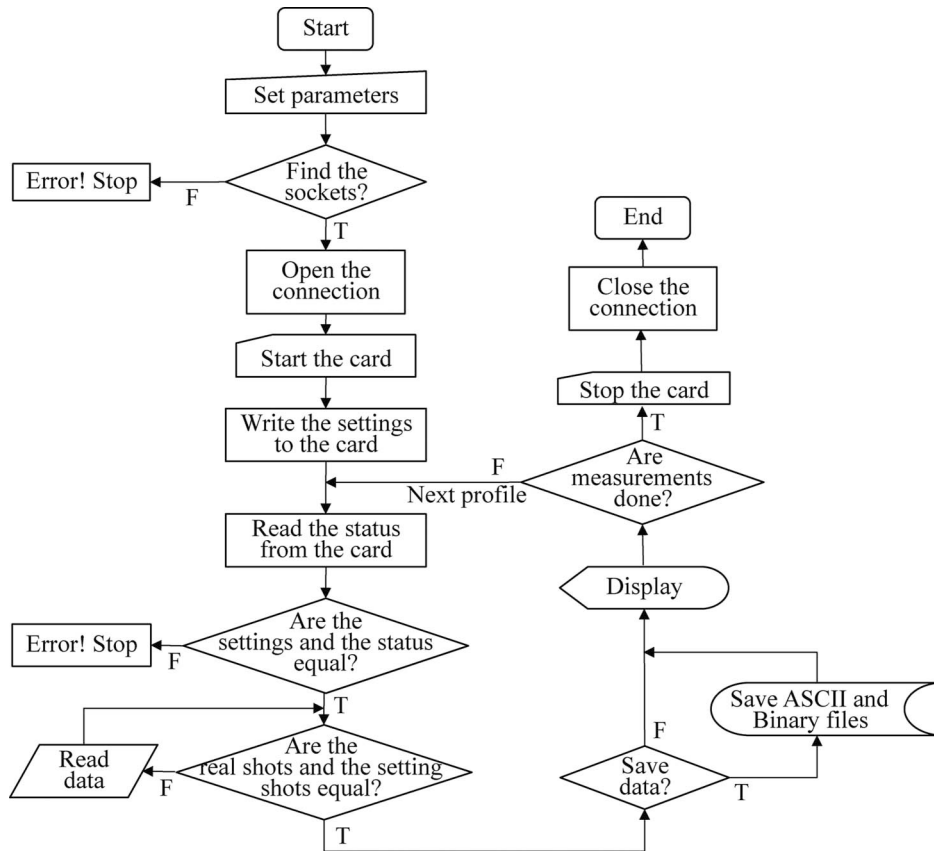 Start
Set parameters
Find the
sockets?
Error! Stop
F
T
Open the
connection
Start the card
Write the settings
to the card
Read the status
from the card
Are the
settings and the status
equal?
Error! Stop
F
T
Are the
real shots and the setting
shots equal?
Read
data
F
T
Save
data?
T
Save ASCII and
Binary files
F
Display
Are
measurements
done?
F
Next profile
T
Stop the card
Close the
connection
End